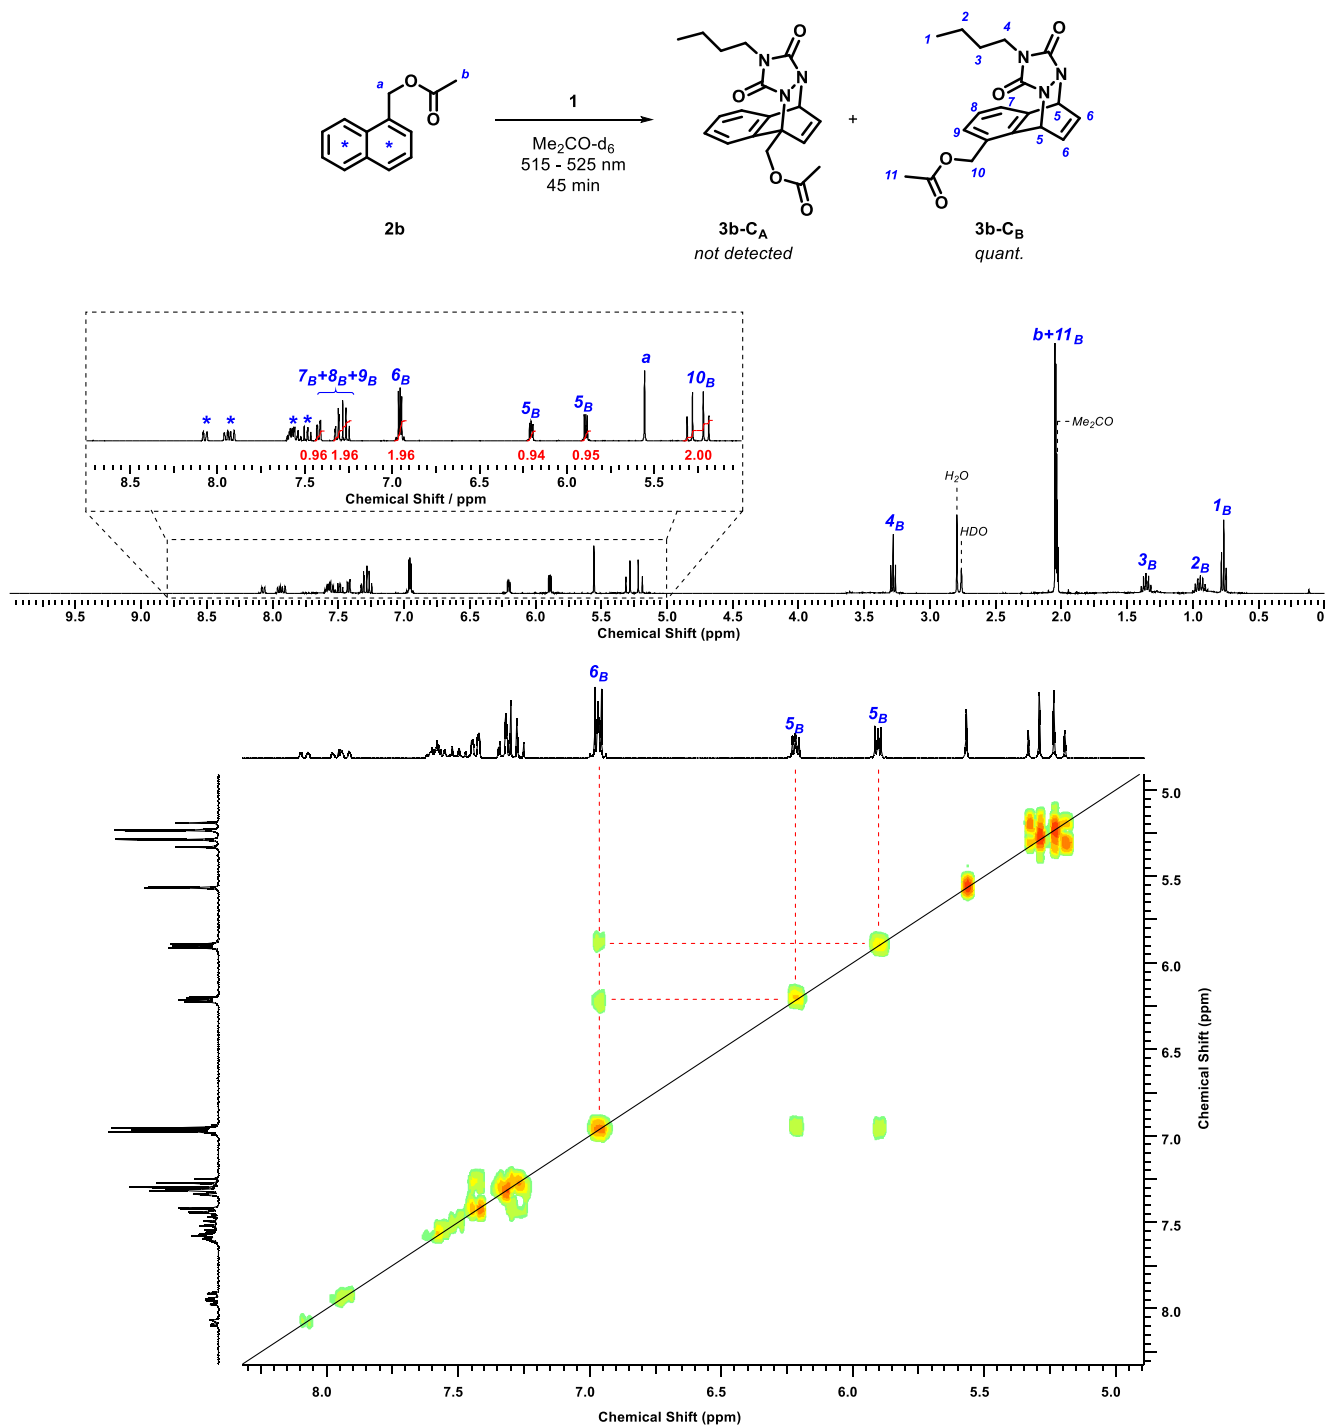 O
N
O
N
N
O
O
2b
a
b
*
*
1
Me2CO-d6
515 - 525 nm
45 min
O
N
O
N
N
O
O
3b-CA
not detected
+
1
2
3
4
O
N
O
N
N
7
8
9
5
5
6
6
10
11
O
O
3b-CB
quant.
* * * * 7B+8B+9B 6B 5B 5B a 10B
0.96 1.96 1.96 0.94 0.95 2.00
8.5 8.0 7.5 7.0 6.5 6.0 5.5
Chemical Shift / ppm
4B
H2O
HDO
b+11B
Me2CO
3B
2B
1B
9.5 9.0 8.5 8.0 7.5 7.0 6.5 6.0 5.5 5.0 4.5 4.0 3.5 3.0 2.5 2.0 1.5 1.0 0.5 0
Chemical Shift (ppm)
6B
5B
5B
5.0
5.5
6.0
6.5
7.0
7.5
8.0
Chemical Shift (ppm)
8.0 7.5 7.0 6.5 6.0 5.5 5.0
Chemical Shift (ppm)